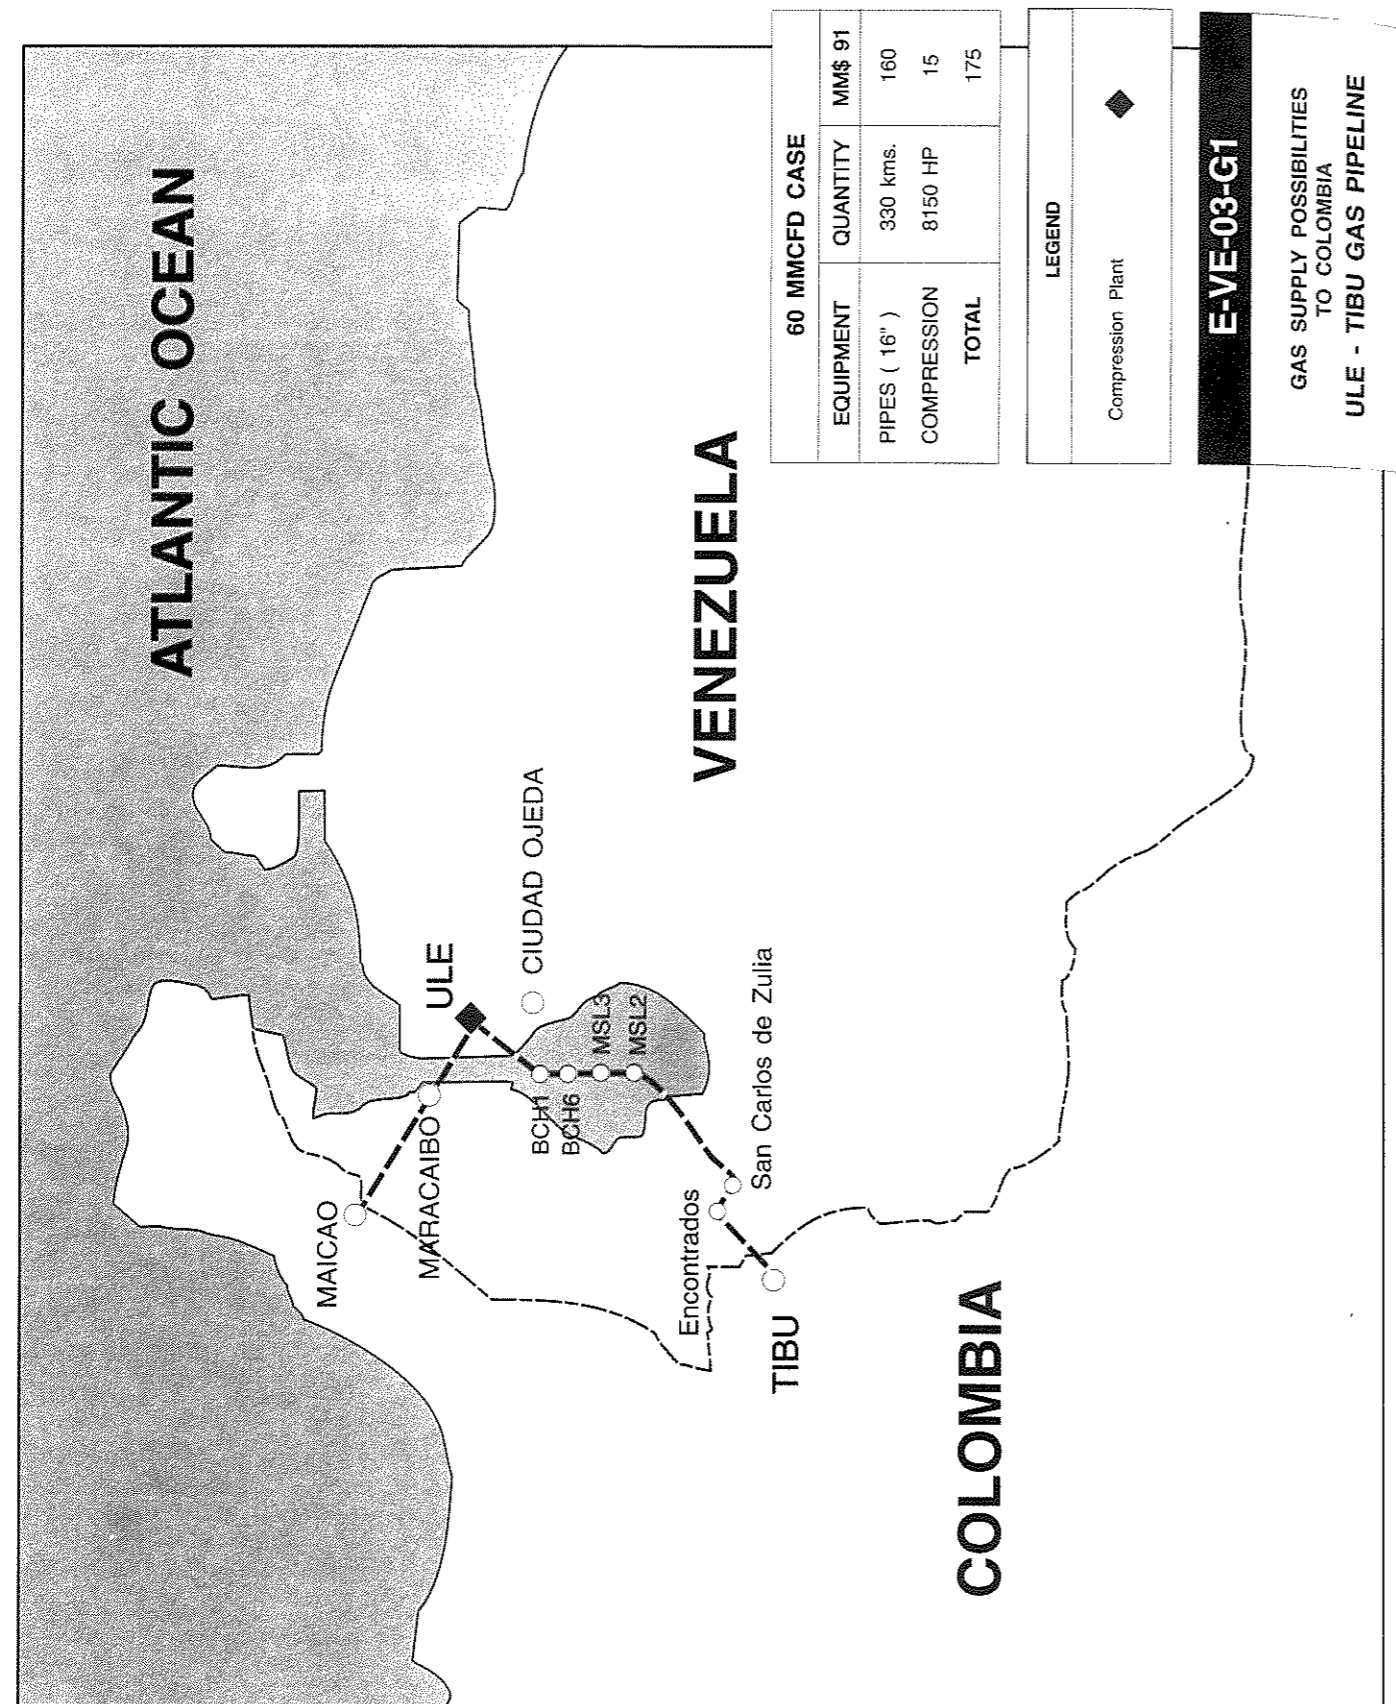 ATLANTIC OCEAN
MAICAO
MARACAIBO
ULE
CIUDAD OJEDA
BCH1
BCH6
MSL3
MSL2
Encontrados
San Carlos de Zulia
TIBU
VENEZUELA
COLOMBIA
60 MMCFD CASE
EQUIPMENT QUANTITY MM$ 91
PIPES ( 16" ) 330 kms. 160
COMPRESSION 8150 HP 15
TOTAL 175
LEGEND
Compression Plant
E-VE-03-G1
GAS SUPPLY POSSIBILITIES
TO COLOMBIA
ULE - TIBU GAS PIPELINE